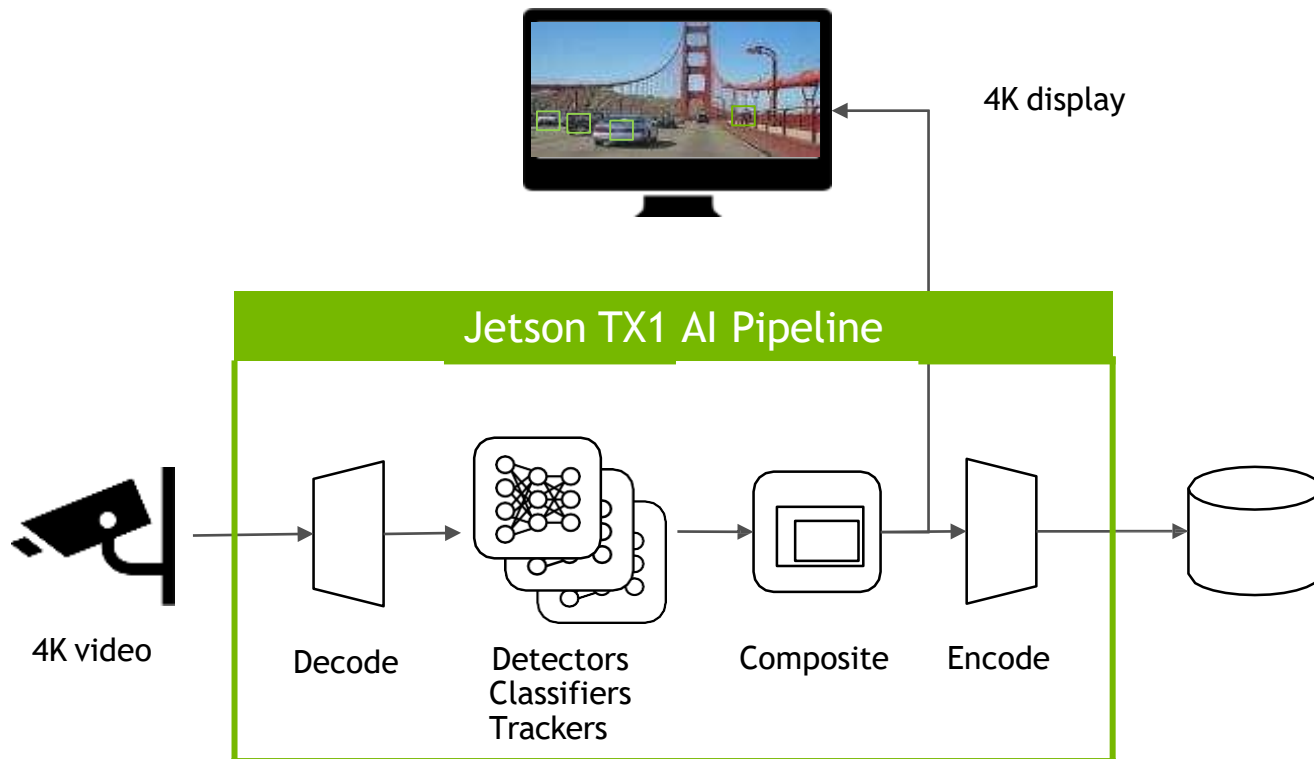 4K display
Jetson TX1 AI Pipeline
4K video
Decode
Detectors
Classifiers
Trackers
Composite
Encode